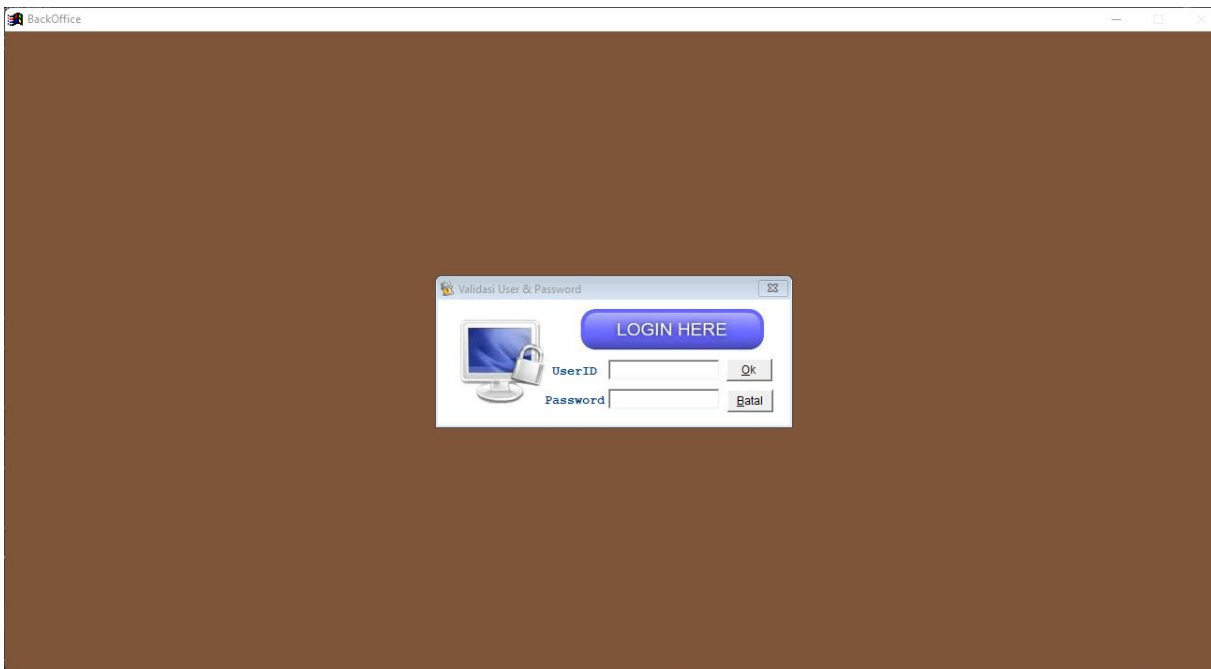 BackOffice
Validasi User & Password
LOGIN HERE
UserID
Ok
Password
Batal